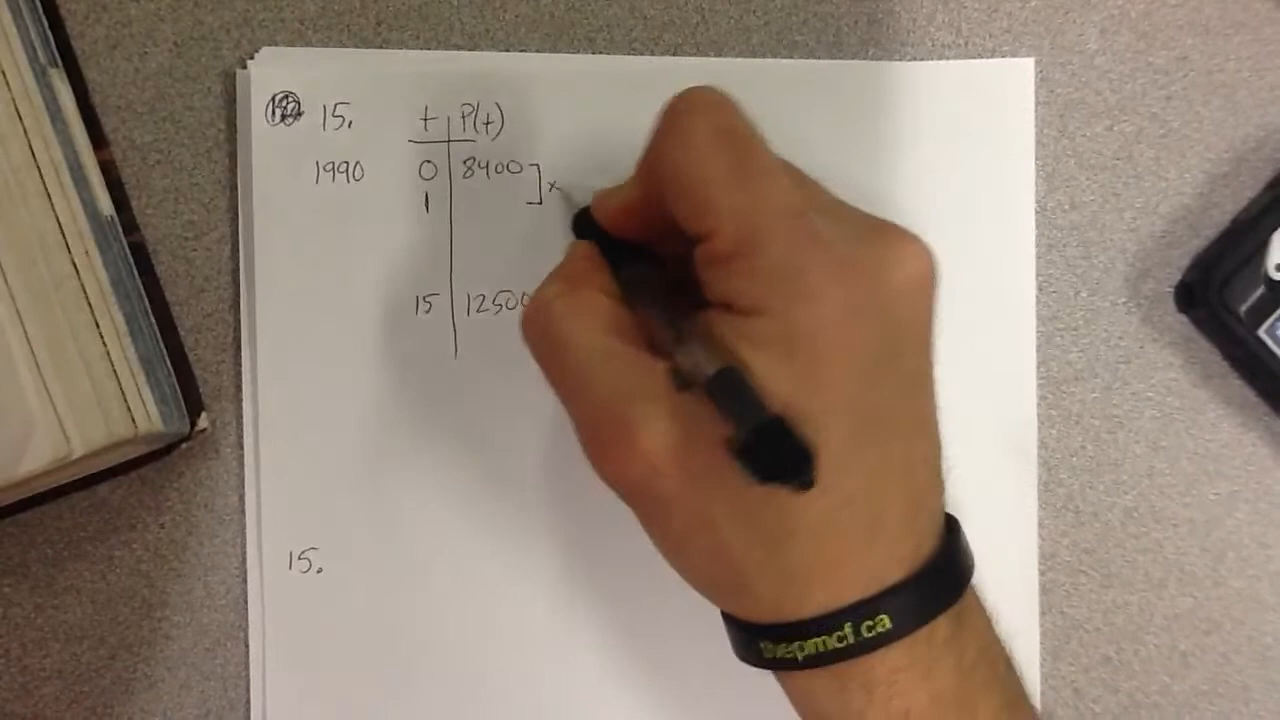 15. t P(t)
1990 0 8400 x
1
15 12500
15.
thepmcf.ca